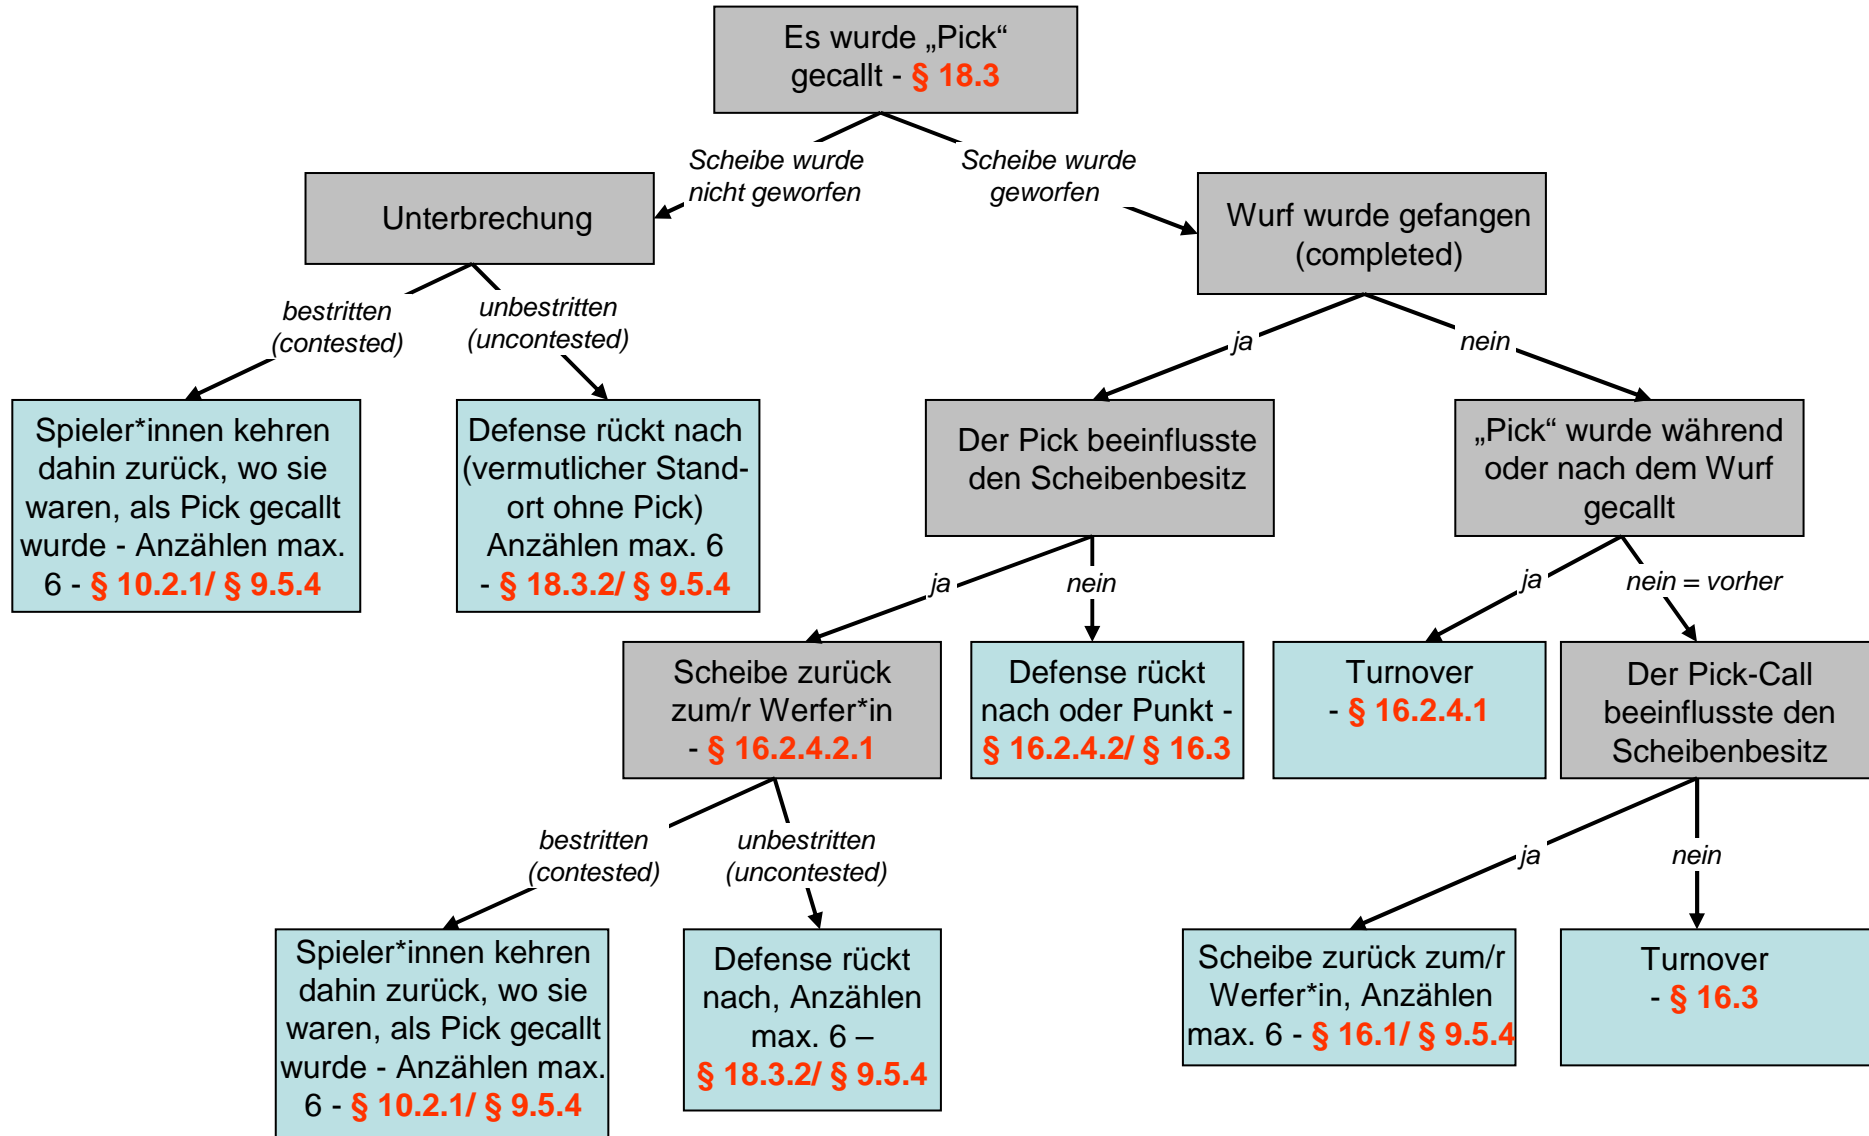 Es wurde „Pick“
gecallt - § 18.3
Scheibe wurde
nicht geworfen
Scheibe wurde
geworfen
Unterbrechung
Wurf wurde gefangen
(completed)
bestritten
(contested)
unbestritten
(uncontested)
ja
nein
Spieler*innen kehren
dahin zurück, wo sie
waren, als Pick gecallt
wurde - Anzählen max.
6 - § 10.2.1/ § 9.5.4
Defense rückt nach
(vermutlicher Stand-
ort ohne Pick)
Anzählen max. 6
- § 18.3.2/ § 9.5.4
Der Pick beeinflusste
den Scheibenbesitz
„Pick“ wurde während
oder nach dem Wurf
gecallt
ja
nein
ja
nein = vorher
Scheibe zurück
zum/r Werfer*in
- § 16.2.4.2.1
Defense rückt
nach oder Punkt -
§ 16.2.4.2/ § 16.3
Turnover
- § 16.2.4.1
Der Pick-Call
beeinflusste den
Scheibenbesitz
bestritten
(contested)
unbestritten
(uncontested)
ja
nein
Spieler*innen kehren
dahin zurück, wo sie
waren, als Pick gecallt
wurde - Anzählen max.
6 - § 10.2.1/ § 9.5.4
Defense rückt
nach, Anzählen
max. 6 –
§ 18.3.2/ § 9.5.4
Scheibe zurück zum/r
Werfer*in, Anzählen
max. 6 - § 16.1/ § 9.5.4
Turnover
- § 16.3